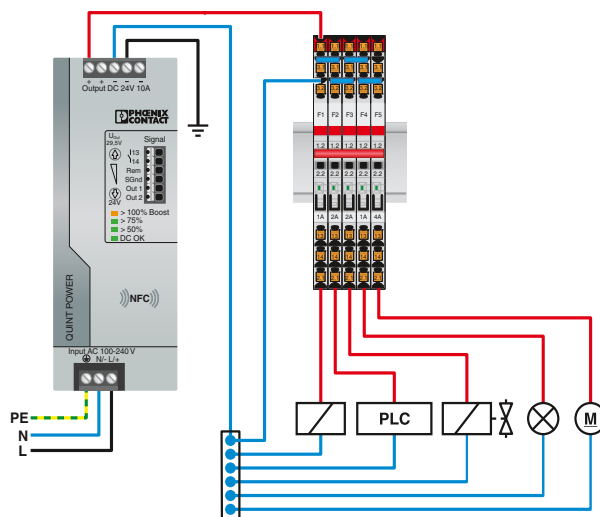 + + − − −
Output DC 24V 10A
PHŒNIX
CONTACT
UOut
29,5V
Signal
13
14
Rem
SGnd
Out 1
Out 2
24V
> 100% Boost
> 75%
> 50%
DC OK
QUINT POWER
NFC
Input AC 100-240 V
N/- L/+
PE
N
L
F1 F2 F3 F4 F5
1.2 1.2 1.2 1.2 1.2
2.2 2.2 2.2 2.2 2.2
1A 2A 2A 1A 4A
PLC
M